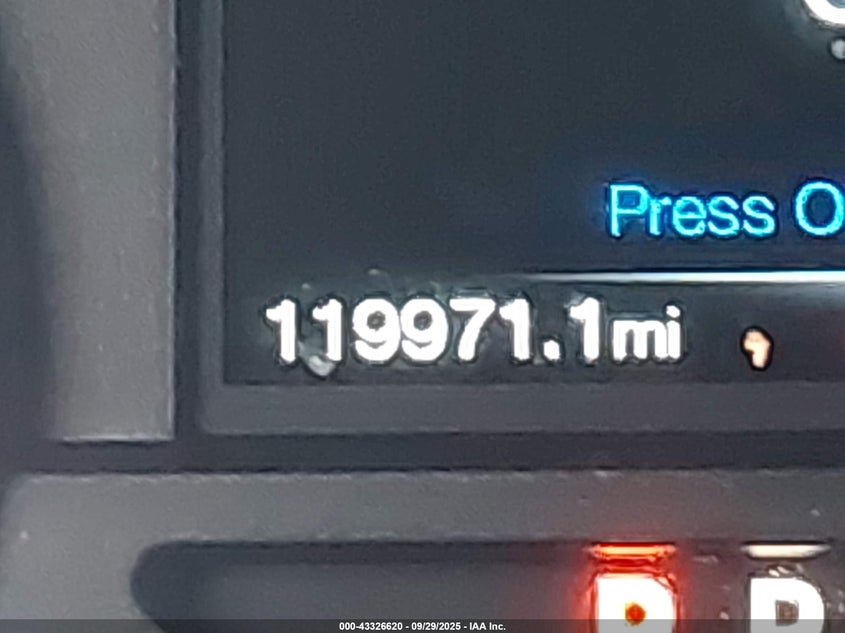 Press O
119971.1mi
P R
000-43326620 - 09/29/2025 - IAA Inc.